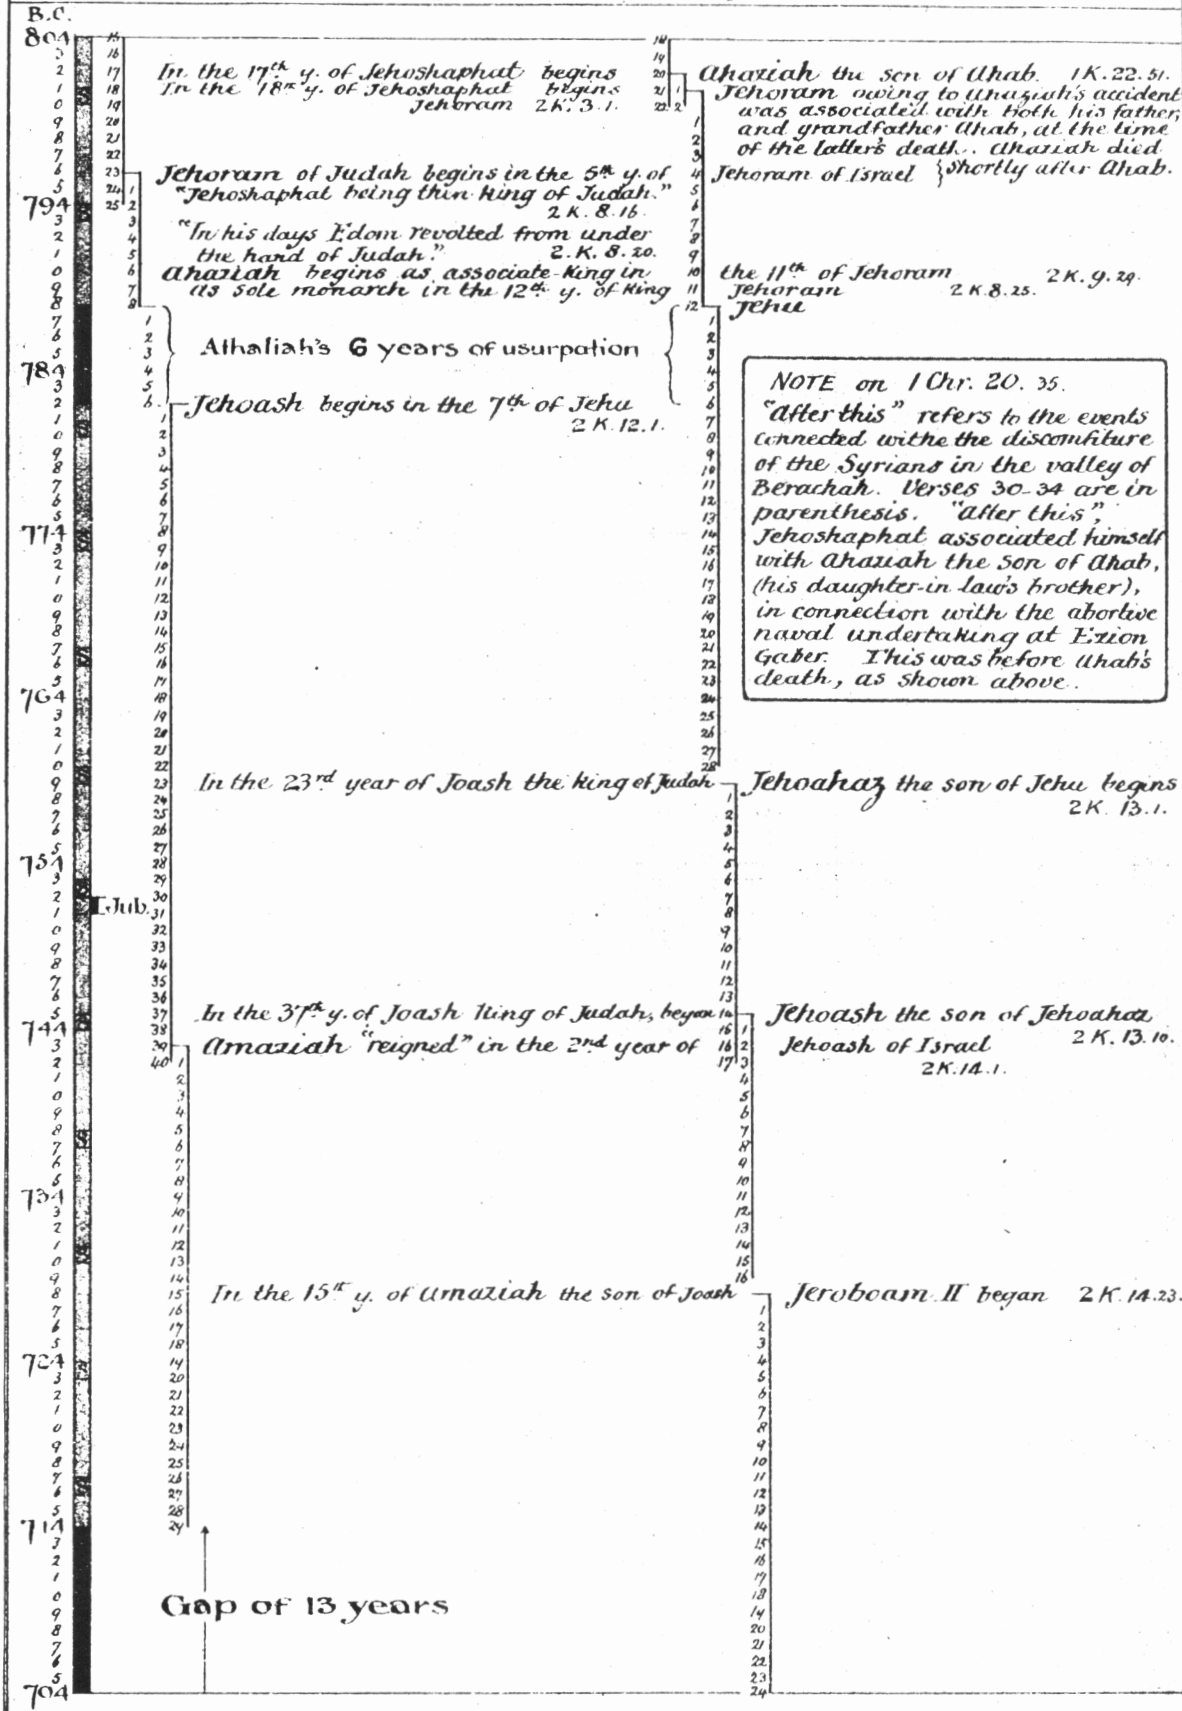 B.C.
804
In the 17th y. of Jehoshaphat begins Ahaziah the son of Ahab. 1K.22.51.
In the 18th y. of Jehoshaphat begins
Jehoram 2K.3.1.
Jehoram owing to Ahaziah's accident
was associated with both his father,
and grandfather Ahab, at the time
of the latter's death. Ahaziah died
shortly after Ahab.
Jehoram of Judah begins in the 5th y. of Jehoram of Israel
"Jehoshaphat being then King of Judah."
2K.8.16.
794
"In his days Edom revolted from under
the hand of Judah." 2.K.8.20.
Ahaziah begins as associate-King in the 11th of Jehoram 2K.9.29.
as sole monarch in the 12th y. of King Jehoram 2K.8.25.
Jehu
Athaliah's 6 years of usurpation
784
Jehoash begins in the 7th of Jehu
2K.12.1.
NOTE on 1 Chr. 20. 35.
"After this" refers to the events
connected withe the discomfiture
of the Syrians in the valley of
Berachah. Verses 30-34 are in
parenthesis. "After this",
Jehoshaphat associated himself
with Ahaziah the son of Ahab,
(his daughter-in law's brother),
in connection with the abortive
naval undertaking at Ezion
Gaber. This was before Ahab's
death, as shown above.
774
764
In the 23rd year of Joash the King of Judah Jehoahaz the son of Jehu begins
2K. 13.1.
754
Jub.
In the 37th y. of Joash King of Judah, began Jehoash the son of Jehoahaz
2K.13.10.
744
Amaziah "reigned" in the 2nd year of Jehoash of Israel
2K.14.1.
734
In the 15th y. of Amaziah the son of Joash Jeroboam II began 2K.14.23.
724
714
Gap of 13 years
704